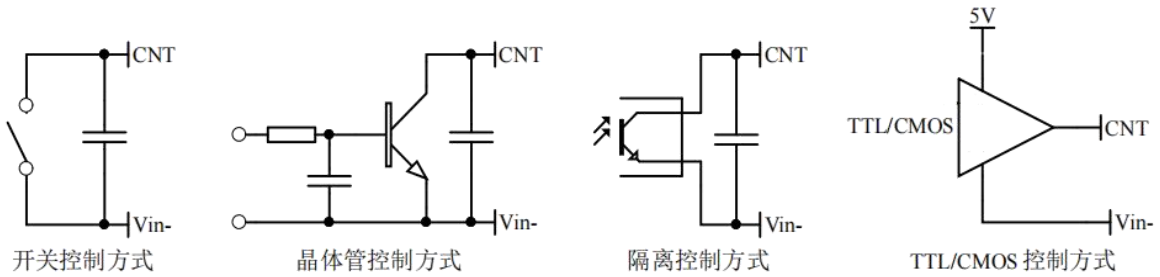 5V
CNT
CNT
CNT
TTL/CMOS
CNT
Vin-
Vin-
Vin-
Vin-
开关控制方式
晶体管控制方式
隔离控制方式
TTL/CMOS 控制方式